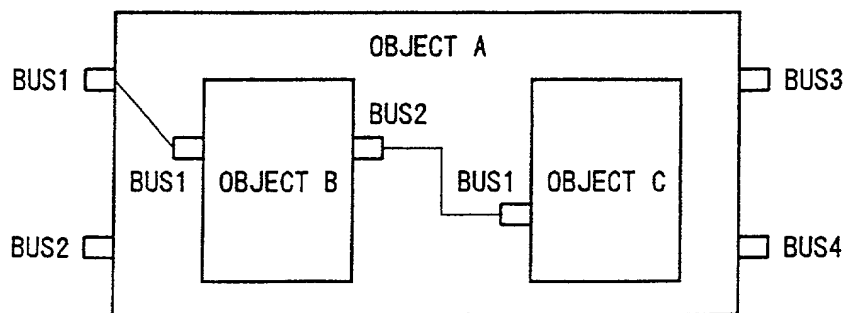 OBJECT A
BUS1
BUS3
BUS2
BUS1
OBJECT B
BUS1
OBJECT C
BUS2
BUS4